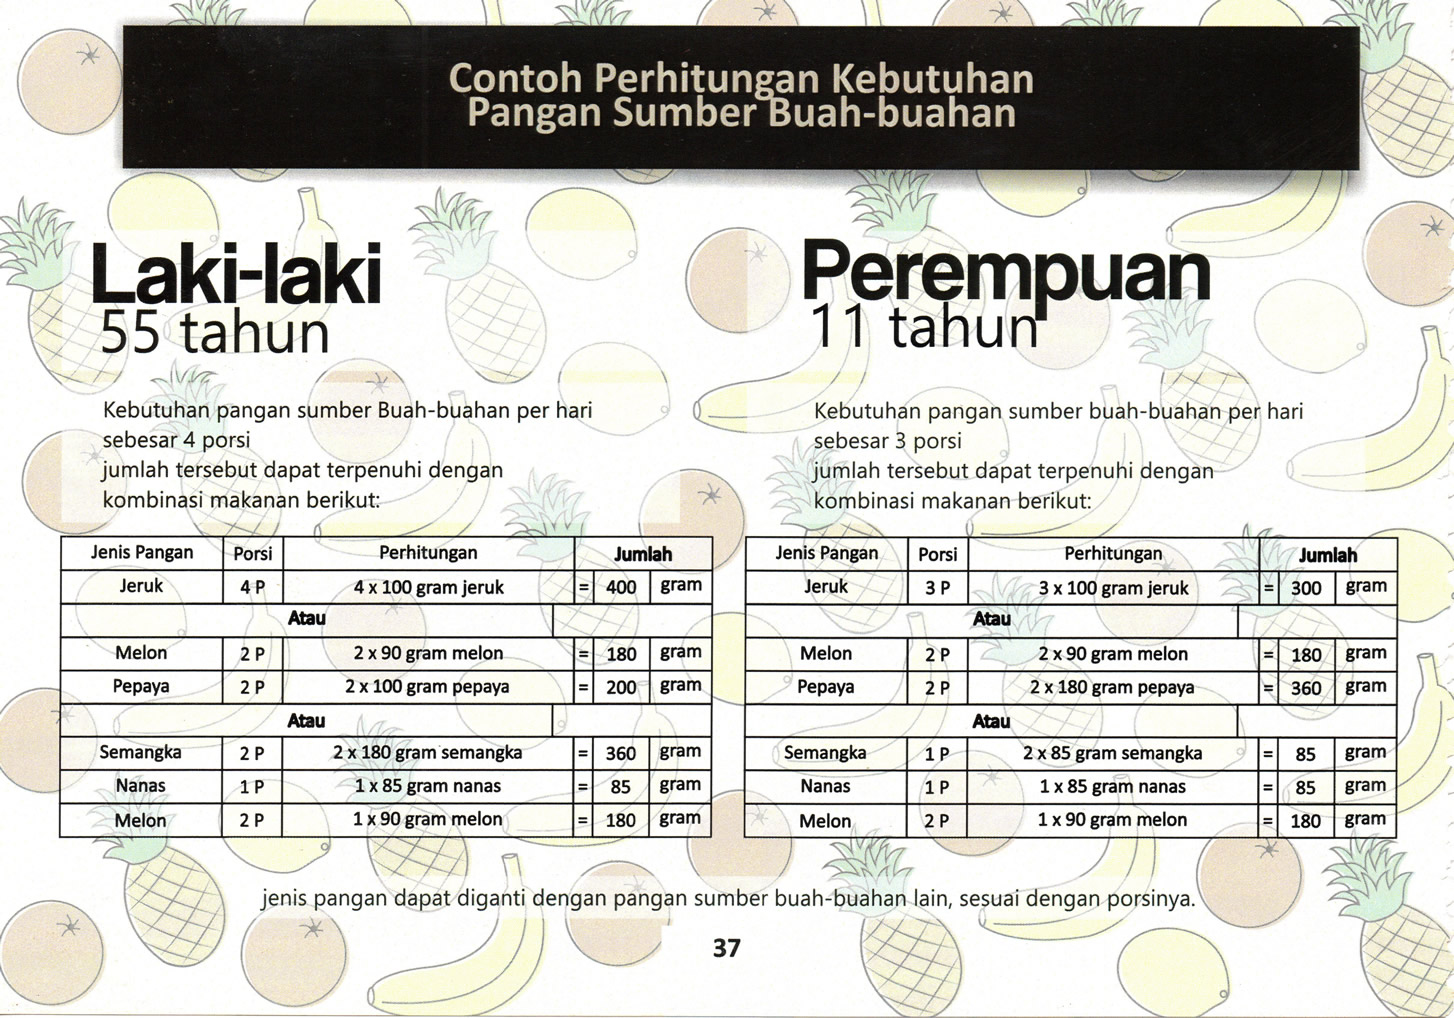 Contoh Perhitungan Kebutuhan
Pangan Sumber Buah-buahan
Laki-laki
55 tahun
Kebutuhan pangan sumber Buah-buahan per hari
sebesar 4 porsi
jumlah tersebut dapat terpenuhi dengan
kombinasi makanan berikut:
Jenis Pangan Porsi Perhitungan Jumlah
Jeruk 4 P 4 x 100 gram jeruk = 400 gram
Atau
Melon 2 P 2 x 90 gram melon = 180 gram
Pepaya 2 P 2 x 100 gram pepaya = 200 gram
Atau
Semangka 2 P 2 x 180 gram semangka = 360 gram
Nanas 1 P 1 x 85 gram nanas = 85 gram
Melon 2 P 1 x 90 gram melon = 180 gram
Perempuan
11 tahun
Kebutuhan pangan sumber buah-buahan per hari
sebesar 3 porsi
jumlah tersebut dapat terpenuhi dengan
kombinasi makanan berikut:
Jenis Pangan Porsi Perhitungan Jumlah
Jeruk 3 P 3 x 100 gram jeruk = 300 gram
Atau
Melon 2 P 2 x 90 gram melon = 180 gram
Pepaya 2 P 2 x 180 gram pepaya = 360 gram
Atau
Semangka 1 P 2 x 85 gram semangka = 85 gram
Nanas 1 P 1 x 85 gram nanas = 85 gram
Melon 2 P 1 x 90 gram melon = 180 gram
jenis pangan dapat diganti dengan pangan sumber buah-buahan lain, sesuai dengan porsinya.
37